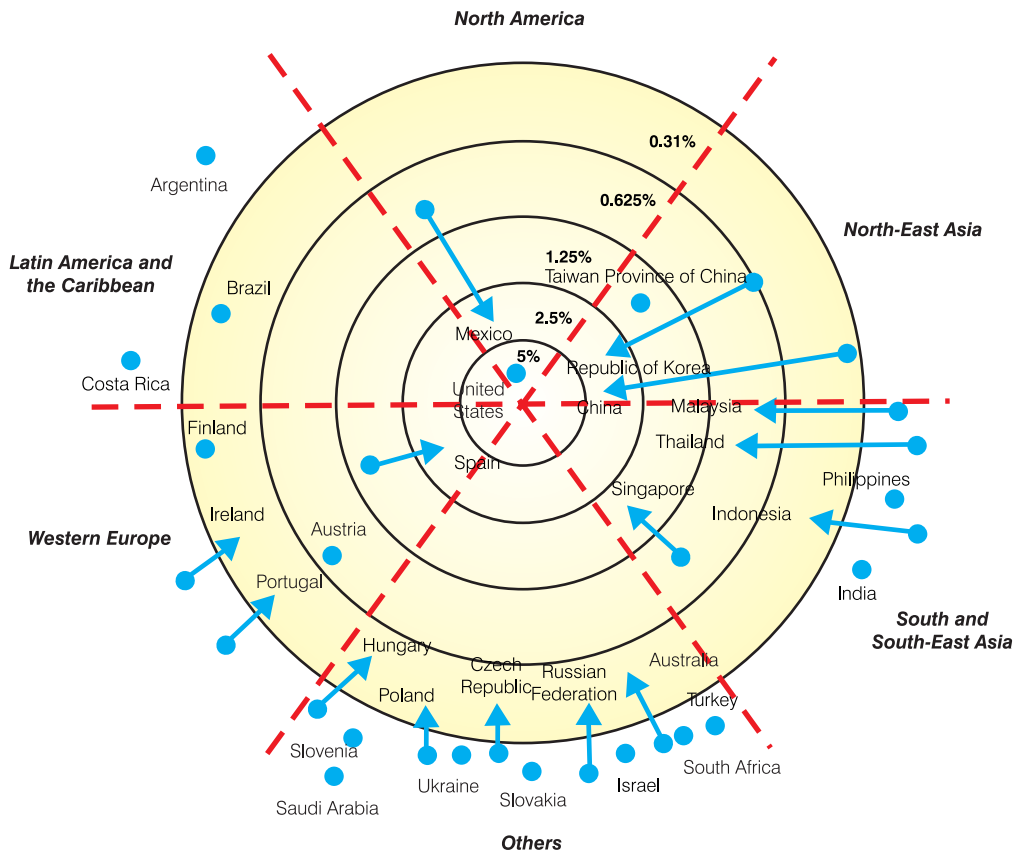 North America
0.31%
Argentina
0.625%
North-East Asia
Latin America and
the Caribbean
1.25%
Taiwan Province of China
Brazil
2.5%
Mexico
5%
Republic of Korea
Costa Rica
United
States
China
Malaysia
Finland
Thailand
Spain
Philippines
Singapore
Ireland
Indonesia
Austria
Western Europe
Portugal
India
South and
South-East Asia
Hungary
Czech
Republic
Russian
Federation
Australia
Poland
Turkey
Slovenia
South Africa
Ukraine
Israel
Saudi Arabia
Slovakia
Others